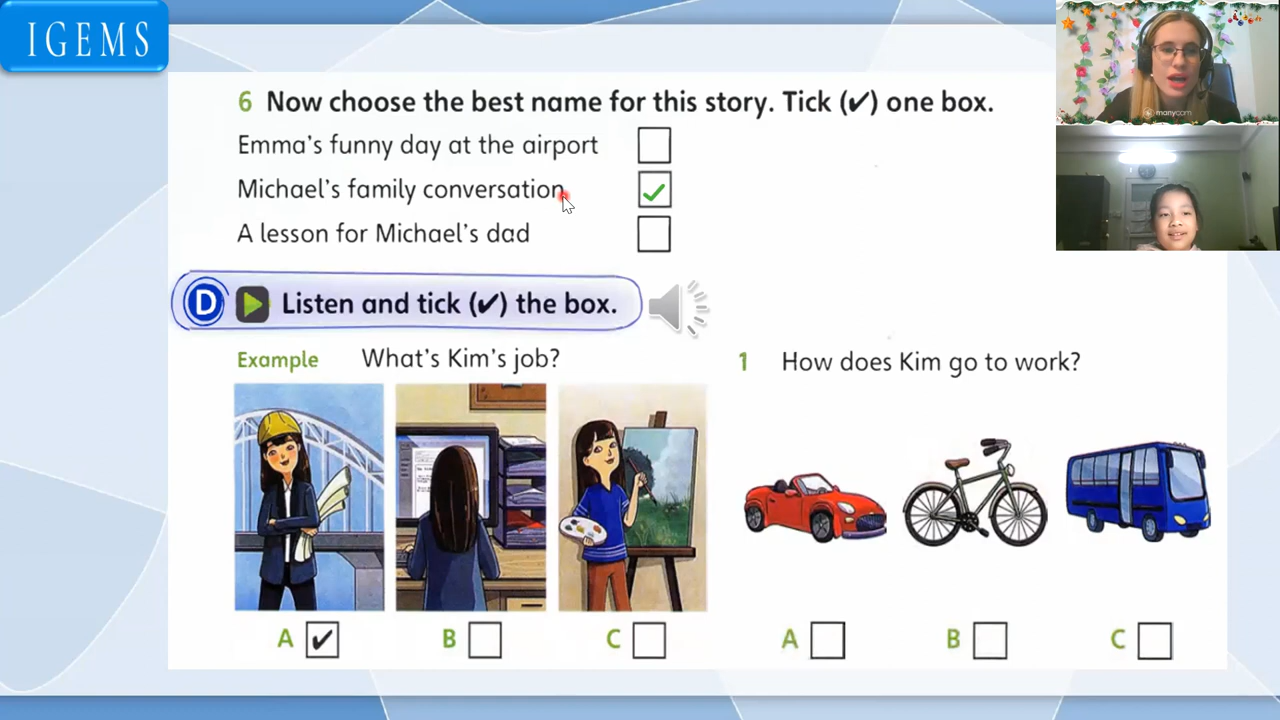 IGEMS
6 Now choose the best name for this story. Tick (✔) one box.
Emma's funny day at the airport
Michael's family conversation ✓
A lesson for Michael's dad
D Listen and tick (✔) the box.
Example What's Kim's job?
A ✔ B C
1 How does Kim go to work?
A B C
manycam